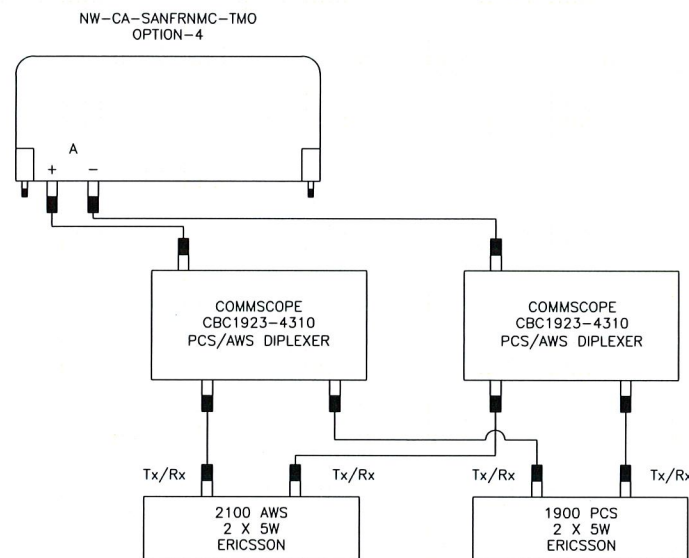 NW-CA-SANFRNMC-TMO
OPTION-4
A
+ -
COMMSCOPE
CBC1923-4310
PCS/AWS DIPLEXER
COMMSCOPE
CBC1923-4310
PCS/AWS DIPLEXER
Tx/Rx Tx/Rx Tx/Rx Tx/Rx
2100 AWS
2 X 5W
ERICSSON
1900 PCS
2 X 5W
ERICSSON